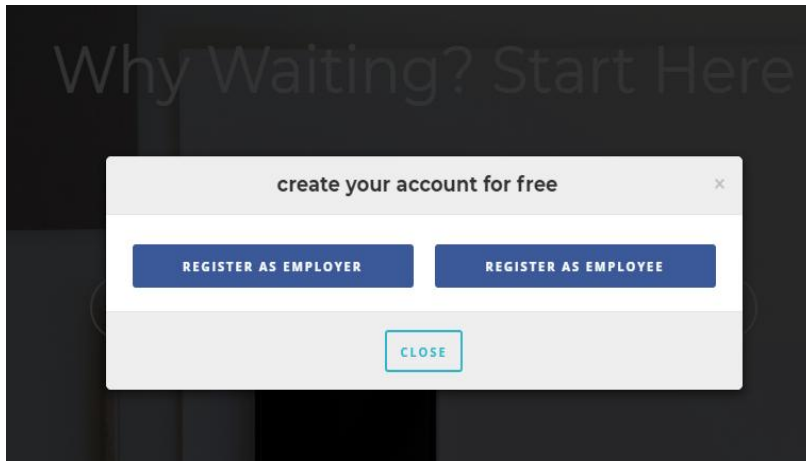 Why Waiting? Start Here
create your account for free
×
REGISTER AS EMPLOYER
REGISTER AS EMPLOYEE
CLOSE